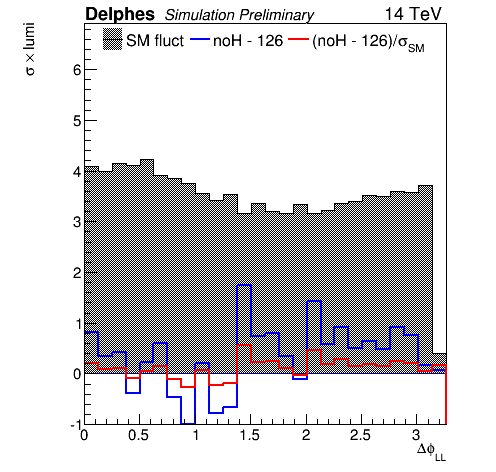 Delphes Simulation Preliminary 14 TeV
σ × lumi
SM fluct noH - 126 (noH - 126)/σSM
6
5
4
3
2
1
0
-1
0 0.5 1 1.5 2 2.5 3
ΔϕLL